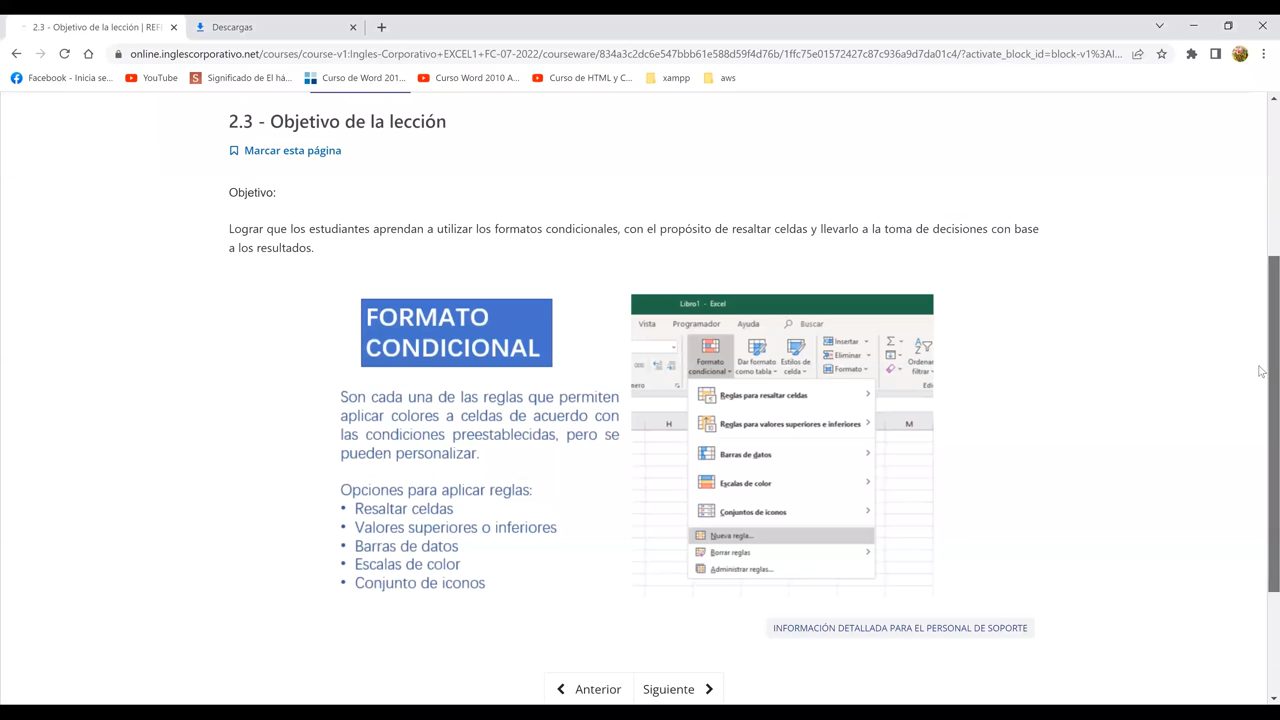 2.3 - Objetivo de la lección | REF
Descargas
online.inglescorporativo.net/courses/course-v1:Ingles-Corporativo+EXCEL1+FC-07-2022/courseware/834a3c2dc6e547bbb61e588d59f4d76b/1ffc75e01572427c87c936a9d7da01c4/?activate_block_id=block-v1%3Al...
Facebook - Inicia se... YouTube Significado de El há... Curso de Word 201... Curso Word 2010 A... Curso de HTML y C... xampp aws
2.3 - Objetivo de la lección
Marcar esta página
Objetivo:
Lograr que los estudiantes aprendan a utilizar los formatos condicionales, con el propósito de resaltar celdas y llevarlo a la toma de decisiones con base
a los resultados.
FORMATO
CONDICIONAL
Son cada una de las reglas que permiten
aplicar colores a celdas de acuerdo con
las condiciones preestablecidas, pero se
pueden personalizar.
Opciones para aplicar reglas:
• Resaltar celdas
• Valores superiores o inferiores
• Barras de datos
• Escalas de color
• Conjunto de iconos
Libro1 - Excel
Vista Programador Ayuda Buscar
Formato
condicional
Dar formato
como tabla
Estilos de
celda
Insertar
Eliminar
Formato
Ordenar
filtrar
Reglas para resaltar celdas
Reglas para valores superiores e inferiores
Barras de datos
Escalas de color
Conjuntos de iconos
Nueva regla...
Borrar reglas
Administrar reglas...
H M
INFORMACIÓN DETALLADA PARA EL PERSONAL DE SOPORTE
Anterior Siguiente